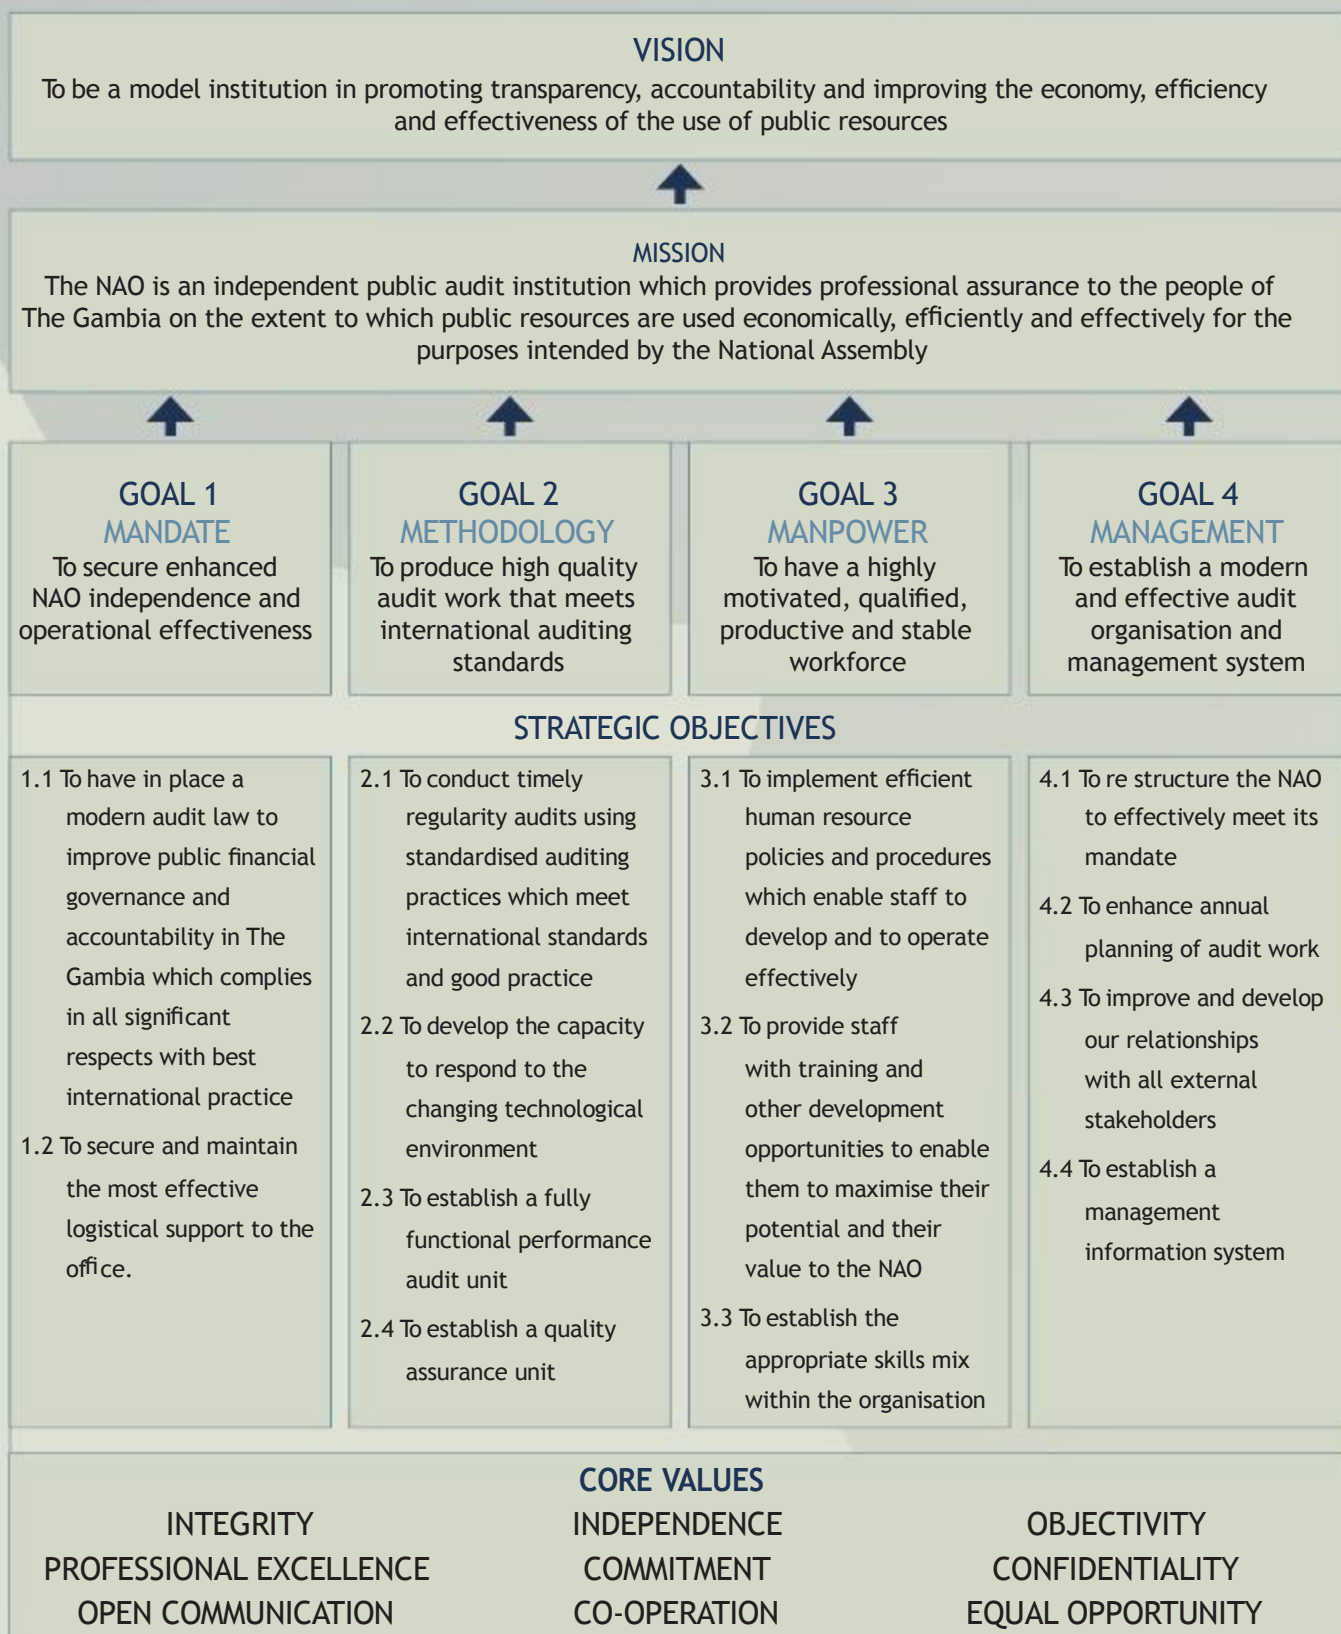 VISION
To be a model institution in promoting transparency, accountability and improving the economy, efficiency
and effectiveness of the use of public resources
MISSION
The NAO is an independent public audit institution which provides professional assurance to the people of
The Gambia on the extent to which public resources are used economically, efficiently and effectively for the
purposes intended by the National Assembly
GOAL 1
MANDATE
To secure enhanced
NAO independence and
operational effectiveness
GOAL 2
METHODOLOGY
To produce high quality
audit work that meets
international auditing
standards
GOAL 3
MANPOWER
To have a highly
motivated, qualified,
productive and stable
workforce
GOAL 4
MANAGEMENT
To establish a modern
and effective audit
organisation and
management system
STRATEGIC OBJECTIVES
1.1 To have in place a
modern audit law to
improve public financial
governance and
accountability in The
Gambia which complies
in all significant
respects with best
international practice
1.2 To secure and maintain
the most effective
logistical support to the
office.
2.1 To conduct timely
regularity audits using
standardised auditing
practices which meet
international standards
and good practice
2.2 To develop the capacity
to respond to the
changing technological
environment
2.3 To establish a fully
functional performance
audit unit
2.4 To establish a quality
assurance unit
3.1 To implement efficient
human resource
policies and procedures
which enable staff to
develop and to operate
effectively
3.2 To provide staff
with training and
other development
opportunities to enable
them to maximise their
potential and their
value to the NAO
3.3 To establish the
appropriate skills mix
within the organisation
4.1 To re structure the NAO
to effectively meet its
mandate
4.2 To enhance annual
planning of audit work
4.3 To improve and develop
our relationships
with all external
stakeholders
4.4 To establish a
management
information system
CORE VALUES
INTEGRITY INDEPENDENCE OBJECTIVITY
PROFESSIONAL EXCELLENCE COMMITMENT CONFIDENTIALITY
OPEN COMMUNICATION CO-OPERATION EQUAL OPPORTUNITY